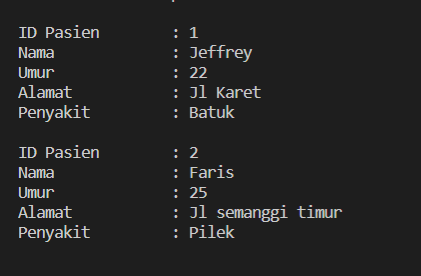 ID Pasien : 1
Nama : Jeffrey
Umur : 22
Alamat : Jl Karet
Penyakit : Batuk
ID Pasien : 2
Nama : Faris
Umur : 25
Alamat : Jl semanggi timur
Penyakit : Pilek